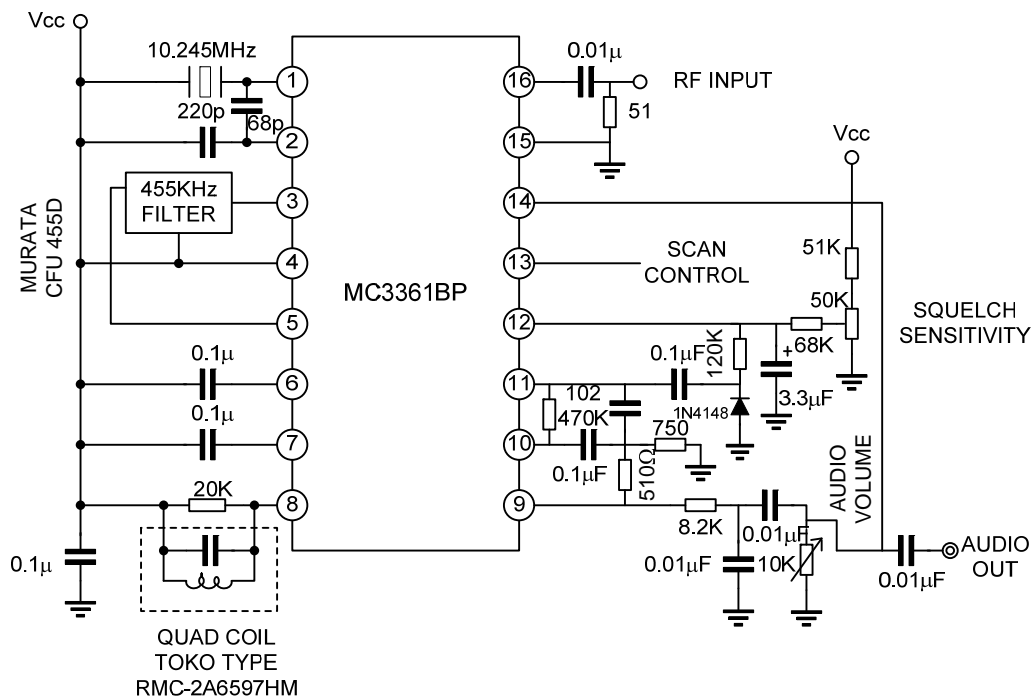 Vcc
10.245MHz
220p
68p
1
2
3
4
5
6
7
8
455KHz
FILTER
MURATA
CFU 455D
0.1µ
0.1µ
20K
0.1µ
QUAD COIL
TOKO TYPE
RMC-2A6597HM
MC3361BP
16
15
14
13
12
11
10
9
0.01µ
RF INPUT
51
Vcc
SCAN
CONTROL
51K
50K
SQUELCH
SENSITIVITY
68K
+
3.3µF
120K
0.1µF
1N4148
102
470K
750
0.1µF
510Ω
8.2K
0.01µF
0.01µF
10K
AUDIO
VOLUME
AUDIO
OUT
0.01µF